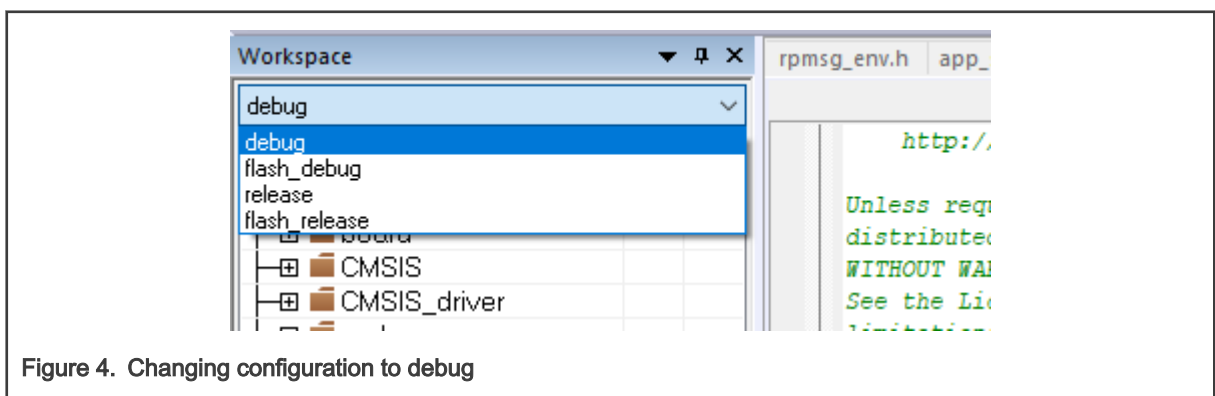 Workspace
rpmsg_env.h app_
debug
debug
flash_debug
release
flash_release
CMSIS
CMSIS_driver
http://
Unless requ
distributed
WITHOUT WAR
See the Lic
Figure 4. Changing configuration to debug